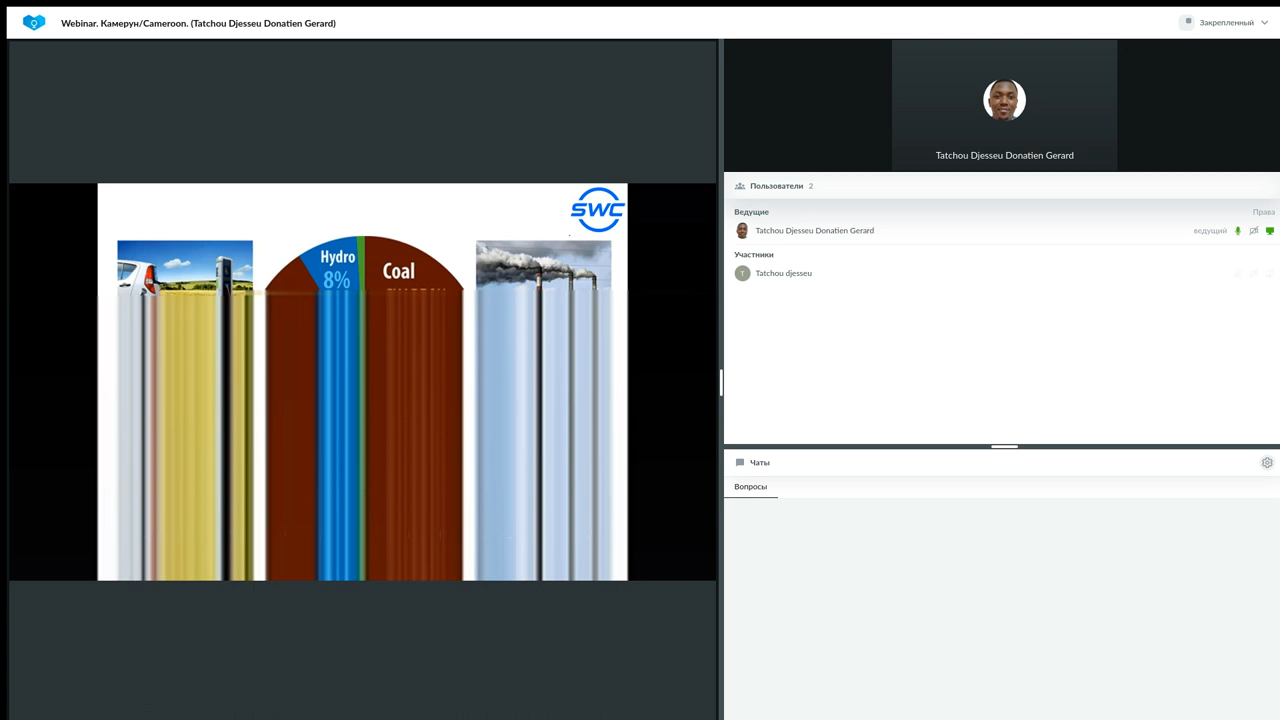 Webinar. Камерун/Cameroon. (Tatchou Djesseu Donatien Gerard)
Закрепленный
SWC
Hydro
8%
Coal
Tatchou Djesseu Donatien Gerard
Пользователи 2
Ведущие
Права
Tatchou Djesseu Donatien Gerard
ведущий
Участники
T
Tatchou djesseu
Чаты
Вопросы